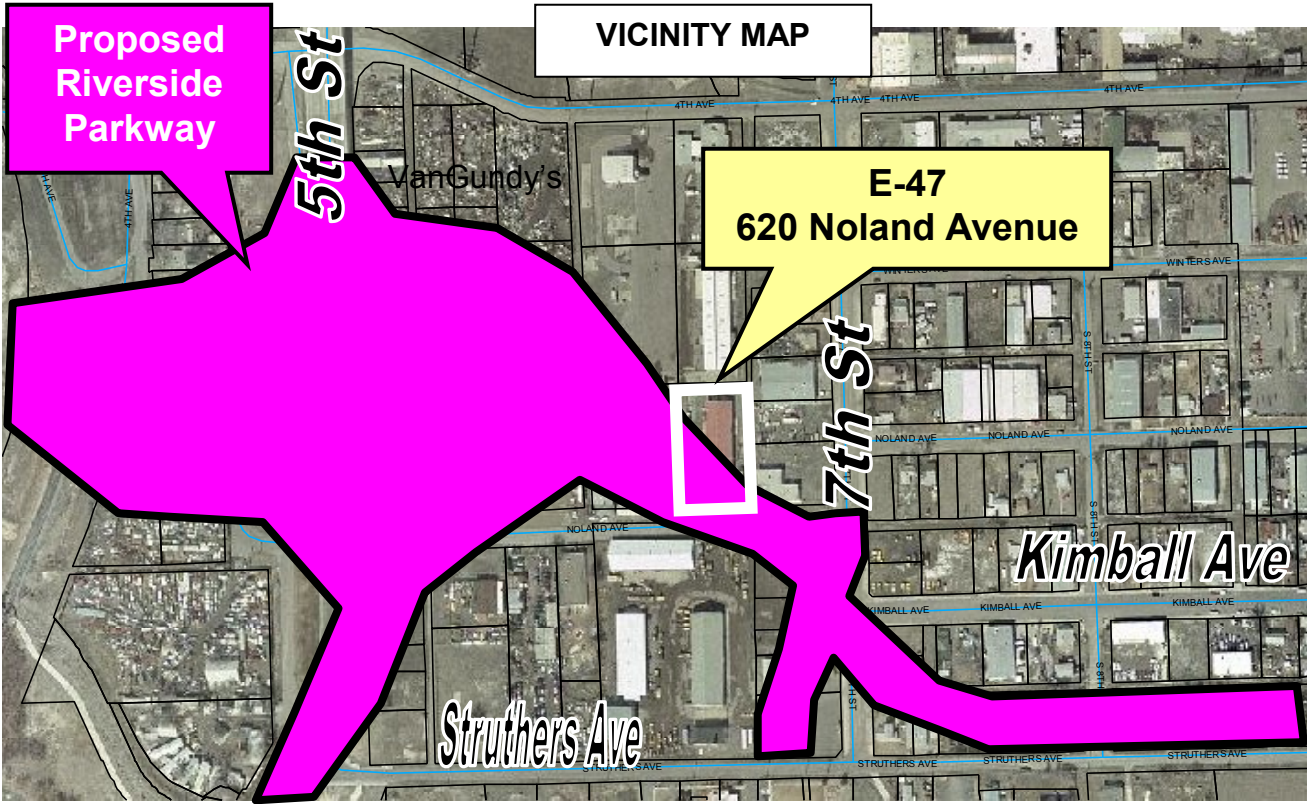 VICINITY MAP
Proposed
Riverside
Parkway
5th St
VanGundy's
4TH AVE
4TH AVE
4TH AVE
4TH AVE
4TH AVE
E-47
620 Noland Avenue
WINTERS AVE
7th St
S 8TH ST
NOLAND AVE
NOLAND AVE
NOLAND AVE
NOLAND AVE
S 8TH ST
Kimball Ave
KIMBALL AVE
KIMBALL AVE
KIMBALL AVE
Struthers Ave
STRUTHERS AVE
STRUTHERS AVE
STRUTHERS AVE
STRUTHERS AVE